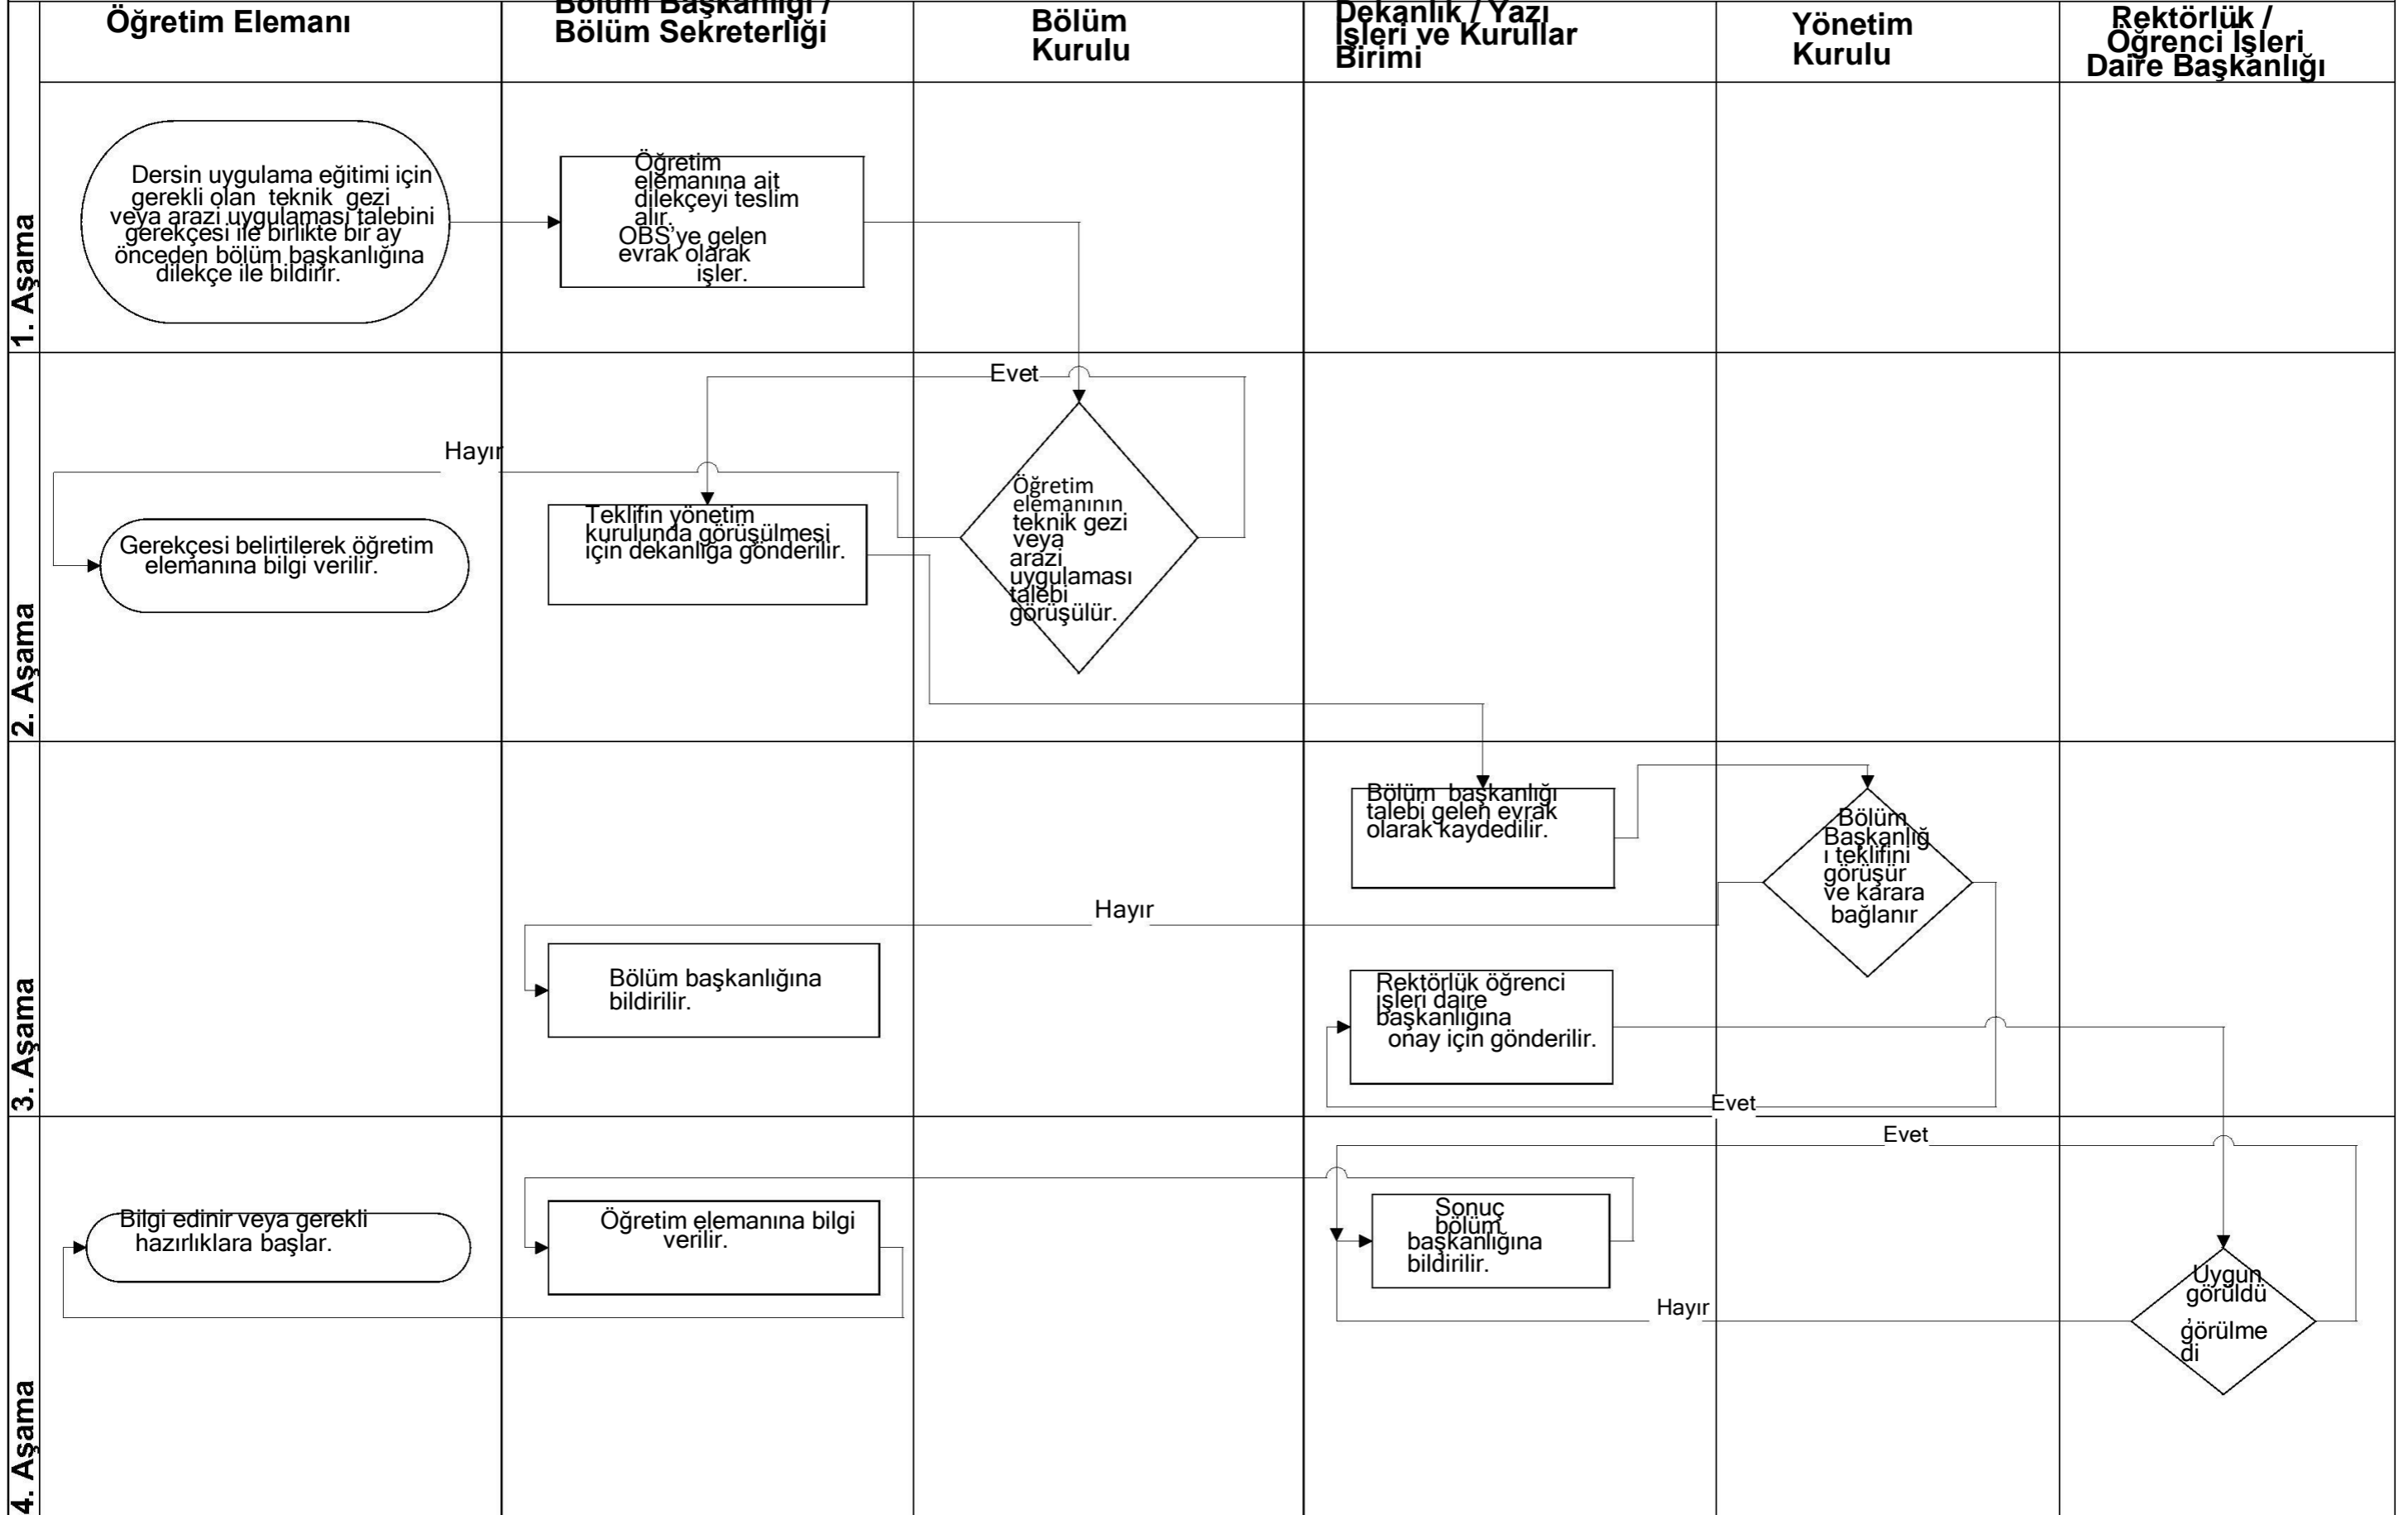 Öğretim Elemanı
Bölüm Başkanlığı /
Bölüm Sekreterliği
Bölüm
Kurulu
Dekanlık / Yazı
İşleri ve Kurullar
Birimi
Yönetim
Kurulu
Rektörlük /
Öğrenci İşleri
Daire Başkanlığı
1. Aşama
Dersin uygulama eğitimi için
gerekli olan teknik gezi
veya arazi uygulaması talebini
gerekçesi ile birlikte bir ay
önceden bölüm başkanlığına
dilekçe ile bildirir.
Öğretim
elemanına ait
dilekçeyi teslim
alır.
OBS'ye gelen
evrak olarak
işler.
2. Aşama
Evet
Hayır
Gerekçesi belirtilerek öğretim
elemanına bilgi verilir.
Teklifin yönetim
kurulunda görüşülmesi
için dekanlığa gönderilir.
Öğretim
elemanının
teknik gezi
veya
arazi
uygulaması
talebi
görüşülür.
3. Aşama
Bölüm başkanlığı
talebi gelen evrak
olarak kaydedilir.
Bölüm
Başkanlığ
ı teklifini
görüşür
ve karara
bağlanır
Hayır
Bölüm başkanlığına
bildirilir.
Rektörlük öğrenci
işleri daire
başkanlığına
onay için gönderilir.
Evet
4. Aşama
Evet
Bilgi edinir veya gerekli
hazırlıklara başlar.
Öğretim elemanına bilgi
verilir.
Sonuç
bölüm
başkanlığına
bildirilir.
Hayır
Uygun
görüldü
,
görülme
di